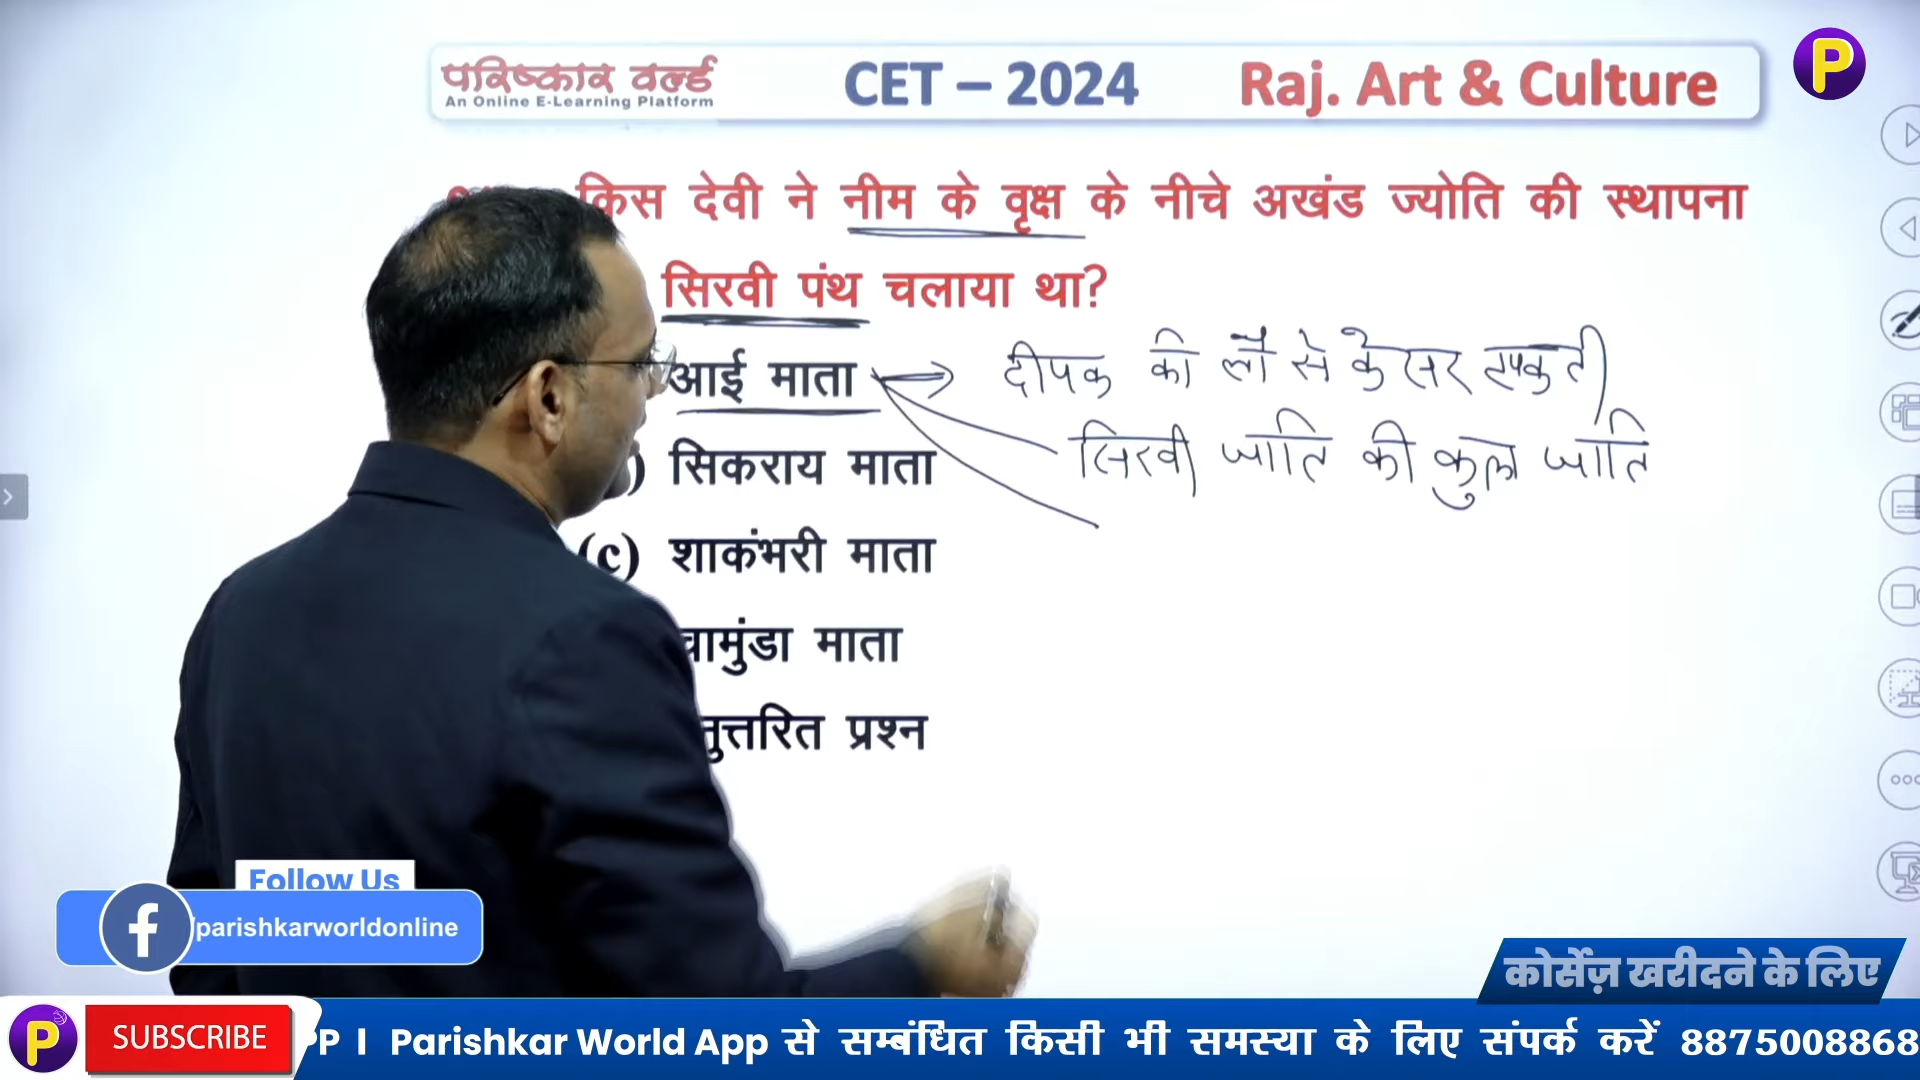 परिष्कार वर्ल्ड
An Online E-Learning Platform
CET – 2024
Raj. Art & Culture
P
किस देवी ने नीम के वृक्ष के नीचे अखंड ज्योति की स्थापना
सिरवी पंथ चलाया था?
आई माता
दीपक की लौ से केसर टपकती
) सिकराय माता
सिरवी जाति की कुल जाति
(c) शाकंभरी माता
चामुंडा माता
नुत्तरित प्रश्न
Follow Us
f /parishkarworldonline
कोर्सेज़ खरीदने के लिए
P SUBSCRIBE
PP । Parishkar World App से सम्बंधित किसी भी समस्या के लिए संपर्क करें 8875008868